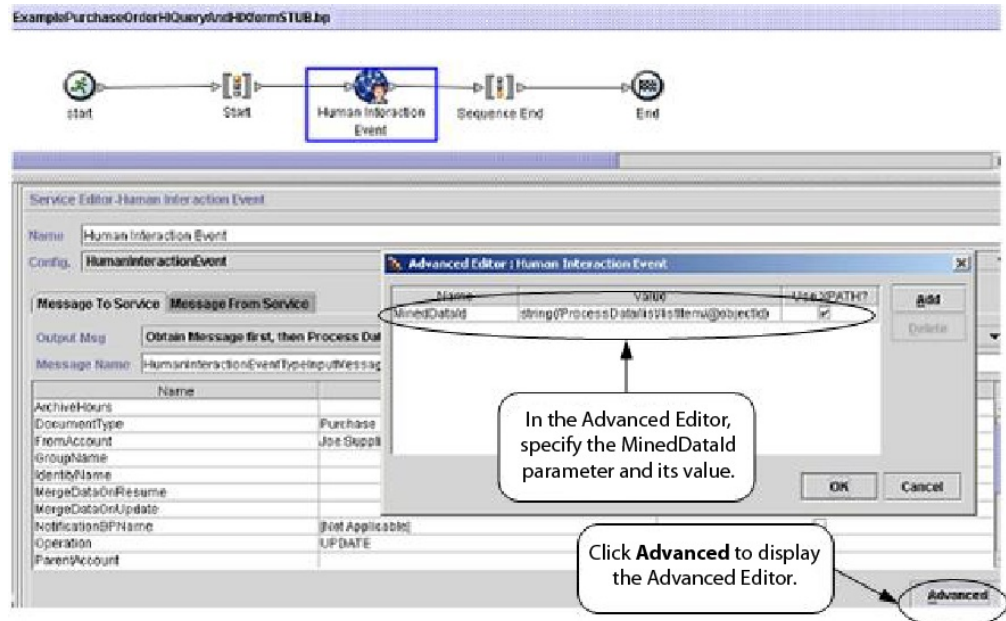 ExamplePurchaseOrderHIQueryAndHIXformSTUB.bp
start
Start
Human Interaction
Event
Sequence End
End
Service Editor-Human Interaction Event
Name Human Interaction Event
Config. HumanInteractionEvent
Advanced Editor : Human Interaction Event
Name Value Use XPATH?
MinedDataId string(/ProcessData/list/listItem/@objectid)
Add
Delete
Message To Service Message From Service
Output Msg Obtain Message first, then Process Dat
Message Name HumanInteractionEventTypeInputMessag
Name
ArchiveHours
DocumentType Purchase
FromAccount Joe Suppli
GroupName
IdentityName
MergeDataOnResume
MergeDataOnUpdate
NotificationBPName [Not Applicable]
Operation UPDATE
ParentAccount
In the Advanced Editor,
specify the MinedDataId
parameter and its value.
OK Cancel
Click Advanced to display
the Advanced Editor.
Advanced